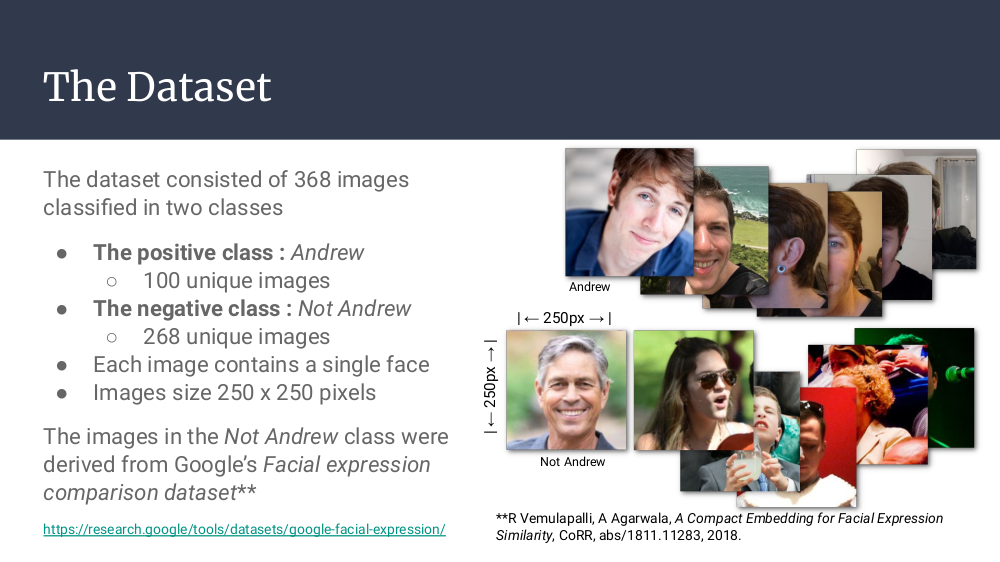 The Dataset
The dataset consisted of 368 images
classified in two classes
● The positive class : Andrew
○ 100 unique images
● The negative class : Not Andrew
○ 268 unique images
● Each image contains a single face
● Images size 250 x 250 pixels
The images in the Not Andrew class were
derived from Google’s Facial expression
comparison dataset**
https://research.google/tools/datasets/google-facial-expression/
Andrew
|← 250px →|
|← 250px →|
Not Andrew
**R Vemulapalli, A Agarwala, A Compact Embedding for Facial Expression
Similarity, CoRR, abs/1811.11283, 2018.